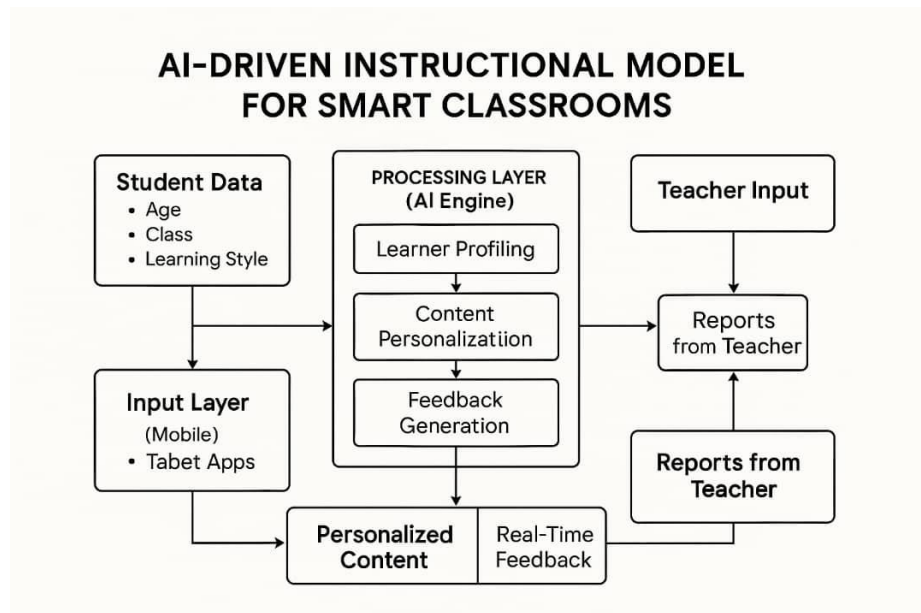 AI-DRIVEN INSTRUCTIONAL MODEL
FOR SMART CLASSROOMS
Student Data
• Age
• Class
• Learning Style
Input Layer
(Mobile)
• Tabet Apps
PROCESSING LAYER
(AI Engine)
Learner Profiling
Content
Personalizatiion
Feedback
Generation
Personalized
Content
Real-Time
Feedback
Teacher Input
Reports
from Teacher
Reports from
Teacher